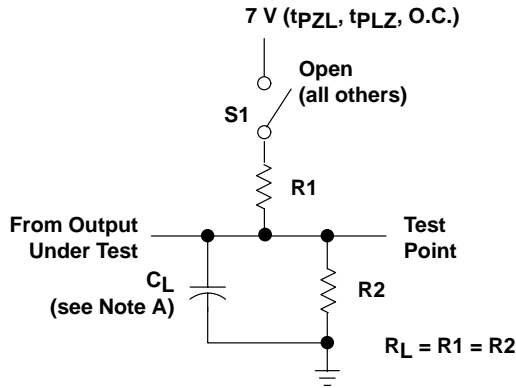 7 V (tPZL, tPLZ, O.C.)
Open
(all others)
S1
R1
From Output
Under Test
Test
Point
CL
(see Note A)
R2
RL = R1 = R2